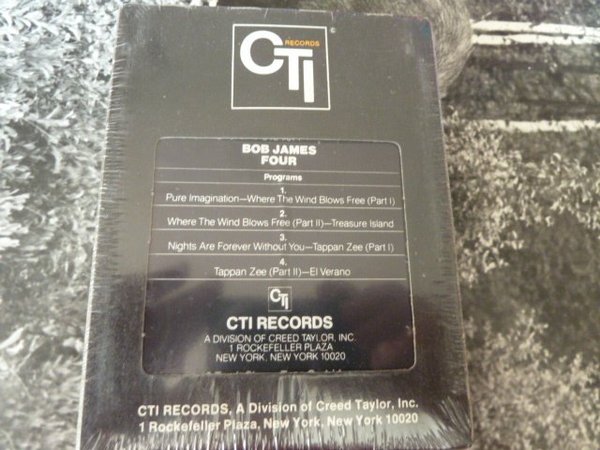 RECORDS
CTI
©
BOB JAMES
FOUR
Programs
1.
Pure Imagination—Where The Wind Blows Free (Part I)
2.
Where The Wind Blows Free (Part II)—Treasure Island
3.
Nights Are Forever Without You—Tappan Zee (Part I)
4.
Tappan Zee (Part II)—El Verano
CTI
CTI RECORDS
A DIVISION OF CREED TAYLOR, INC.
1 ROCKEFELLER PLAZA
NEW YORK, NEW YORK 10020
CTI RECORDS, A Division of Creed Taylor, Inc.
1 Rockefeller Plaza, New York, New York 10020